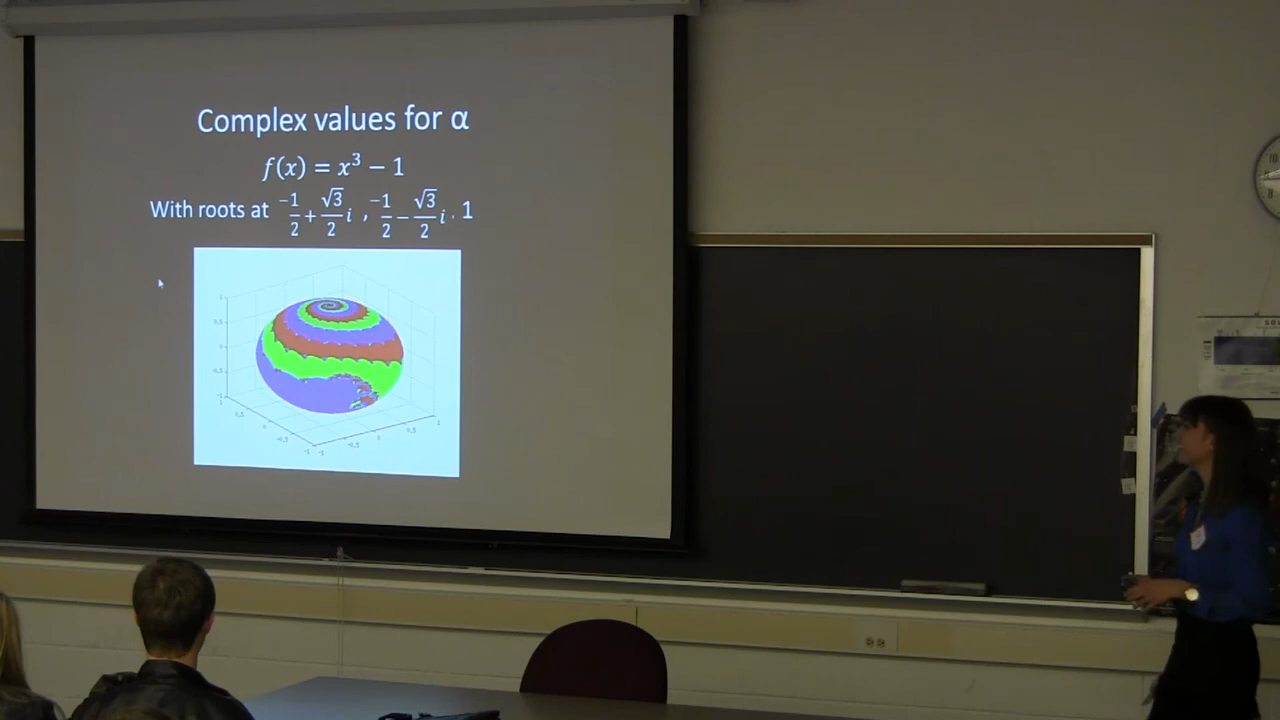 Complex values for α
f(x) = x³ − 1
With roots at −1/2 + √3/2 i , −1/2 − √3/2 i , 1